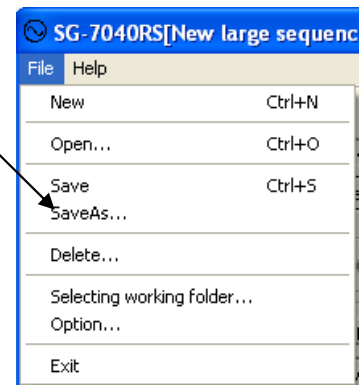 SG-7040RS[New large sequenc
File Help
New Ctrl+N
Open... Ctrl+O
Save Ctrl+S
SaveAs...
Delete...
Selecting working folder...
Option...
Exit